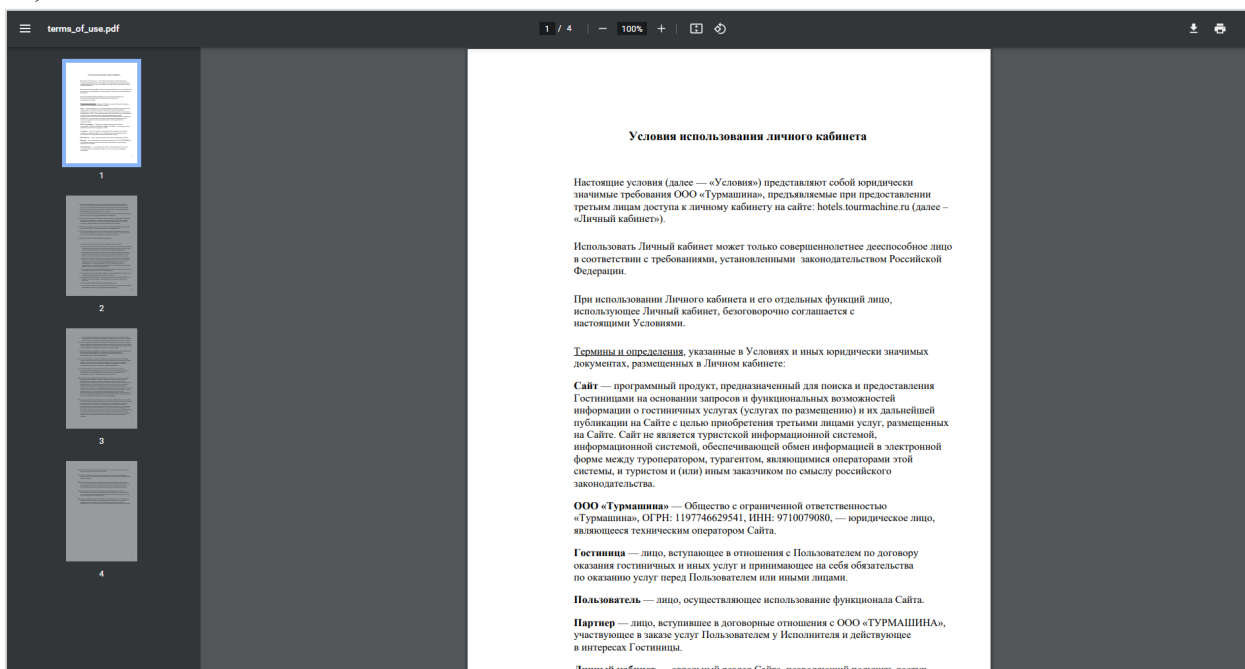 terms_of_use.pdf
1 / 4
100%
1
2
3
4
Условия использования личного кабинета
Настоящие условия (далее — «Условия») представляют собой юридически
значимые требования ООО «Турмашина», предъявляемые при предоставлении
третьим лицам доступа к личному кабинету на сайте: hotels.tourmachine.ru (далее –
«Личный кабинет»).
Использовать Личный кабинет может только совершеннолетнее дееспособное лицо
в соответствии с требованиями, установленными законодательством Российской
Федерации.
При использовании Личного кабинета и его отдельных функций лицо,
использующее Личный кабинет, безоговорочно соглашается с
настоящими Условиями.
Термины и определения, указанные в Условиях и иных юридически значимых
документах, размещенных в Личном кабинете:
Сайт — программный продукт, предназначенный для поиска и предоставления
Гостиницами на основании запросов и функциональных возможностей
информации о гостиничных услугах (услугах по размещению) и их дальнейшей
публикации на Сайте с целью приобретения третьими лицами услуг, размещенных
на Сайте. Сайт не является туристской информационной системой,
информационной системой, обеспечивающей обмен информацией в электронной
форме между туроператором, турагентом, являющимися операторами этой
системы, и туристом и (или) иным заказчиком по смыслу российского
законодательства.
ООО «Турмашина» — Общество с ограниченной ответственностью
«Турмашина», ОГРН: 1197746629541, ИНН: 9710079080, — юридическое лицо,
являющееся техническим оператором Сайта.
Гостиница — лицо, вступающее в отношения с Пользователем по договору
оказания гостиничных и иных услуг и принимающее на себя обязательства
по оказанию услуг перед Пользователем или иными лицами.
Пользователь — лицо, осуществляющее использование функционала Сайта.
Партнер — лицо, вступившее в договорные отношения с ООО «ТУРМАШИНА»,
участвующее в заказе услуг Пользователем у Исполнителя и действующее
в интересах Гостиницы.